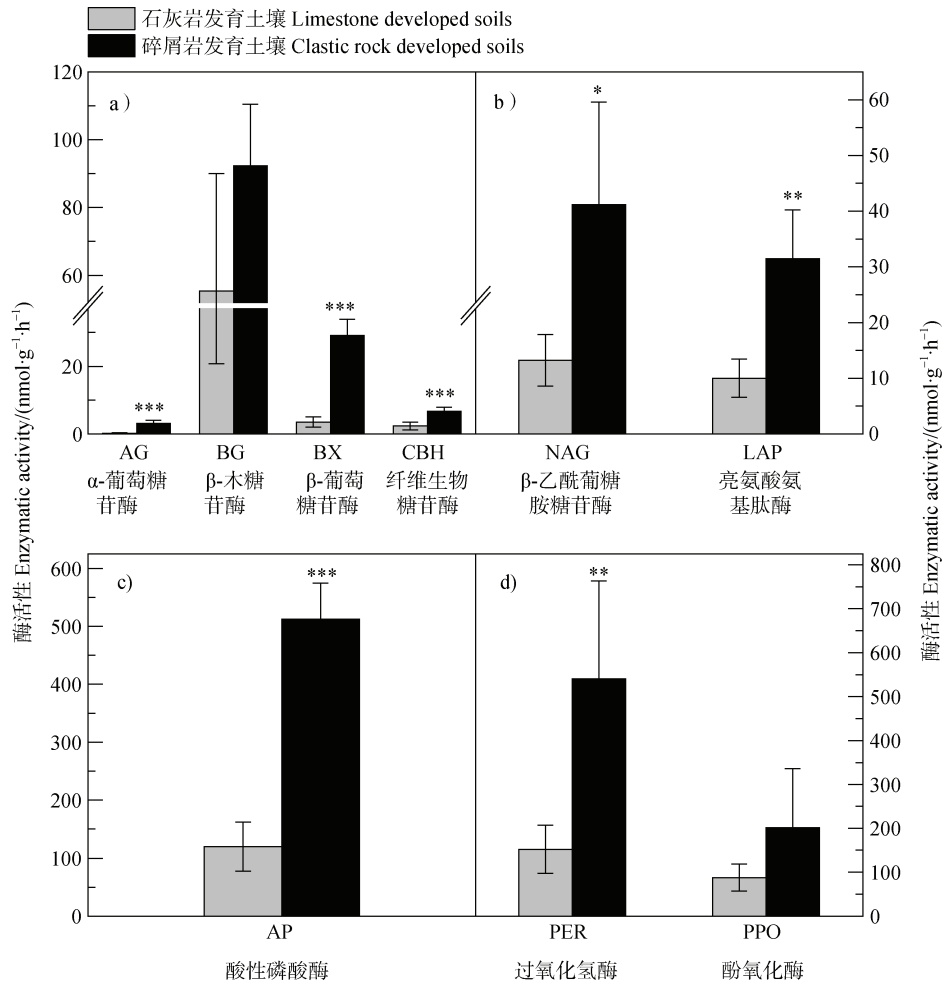 石灰岩发育土壤 Limestone developed soils
碎屑岩发育土壤 Clastic rock developed soils
酶活性 Enzymatic activity/(nmol·g⁻¹·h⁻¹)
a)
120
100
80
60
20
0
***
***
***
AG
BG
BX
CBH
α-葡萄糖
苷酶
β-木糖
苷酶
β-葡萄
糖苷酶
纤维生物
糖苷酶
b)
60
50
40
30
20
10
0
*
**
NAG
LAP
β-乙酰葡糖
胺糖苷酶
亮氨酸氨
基肽酶
c)
600
500
400
300
200
100
0
***
AP
酸性磷酸酶
d)
800
700
600
500
400
300
200
100
0
**
PER
PPO
过氧化氢酶
酚氧化酶
酶活性 Enzymatic activity/(nmol·g⁻¹·h⁻¹)